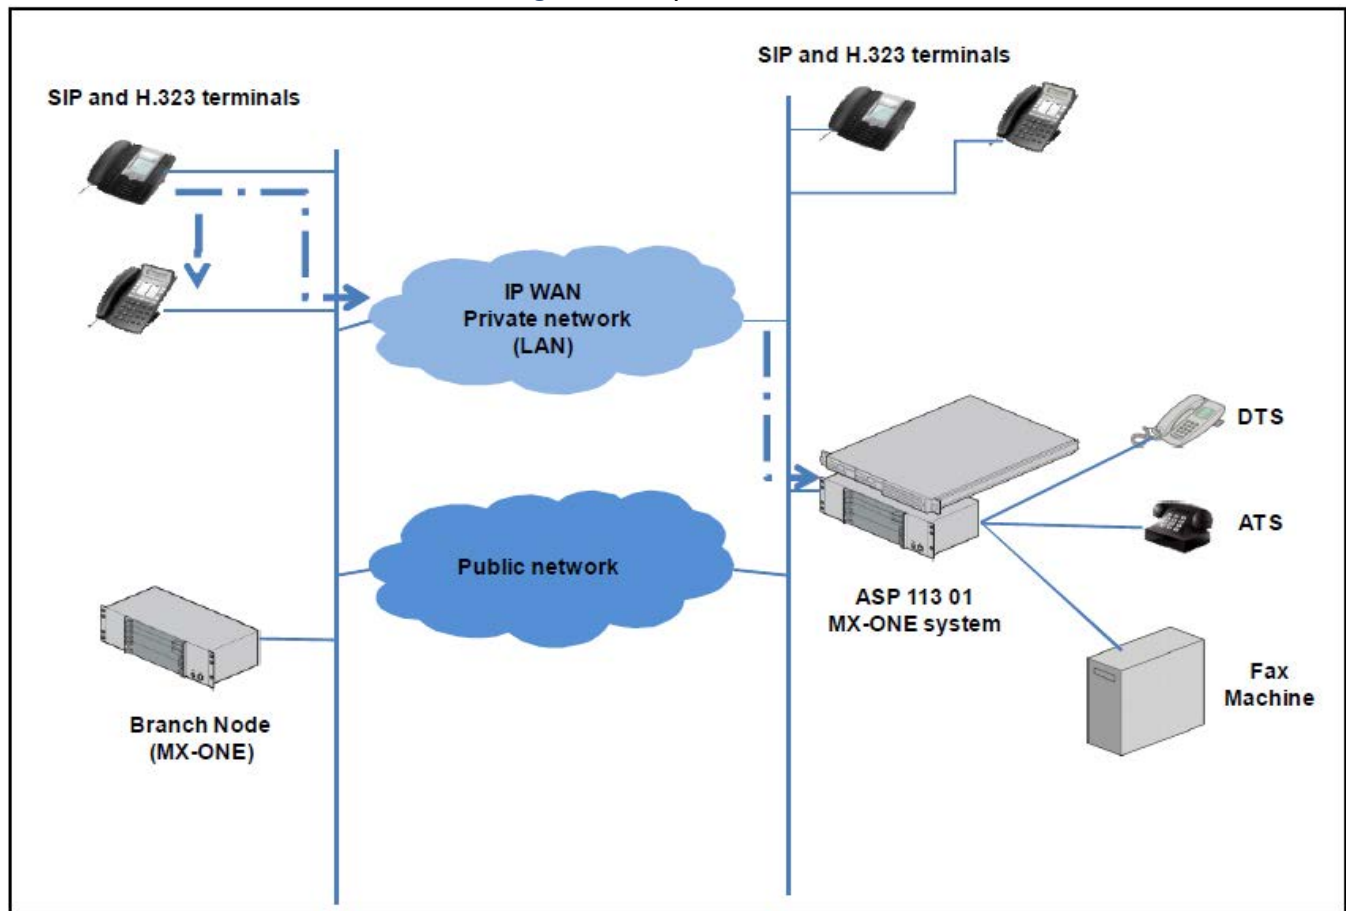 SIP and H.323 terminals
SIP and H.323 terminals
IP WAN
Private network
(LAN)
DTS
ATS
Public network
ASP 113 01
MX-ONE system
Fax
Machine
Branch Node
(MX-ONE)